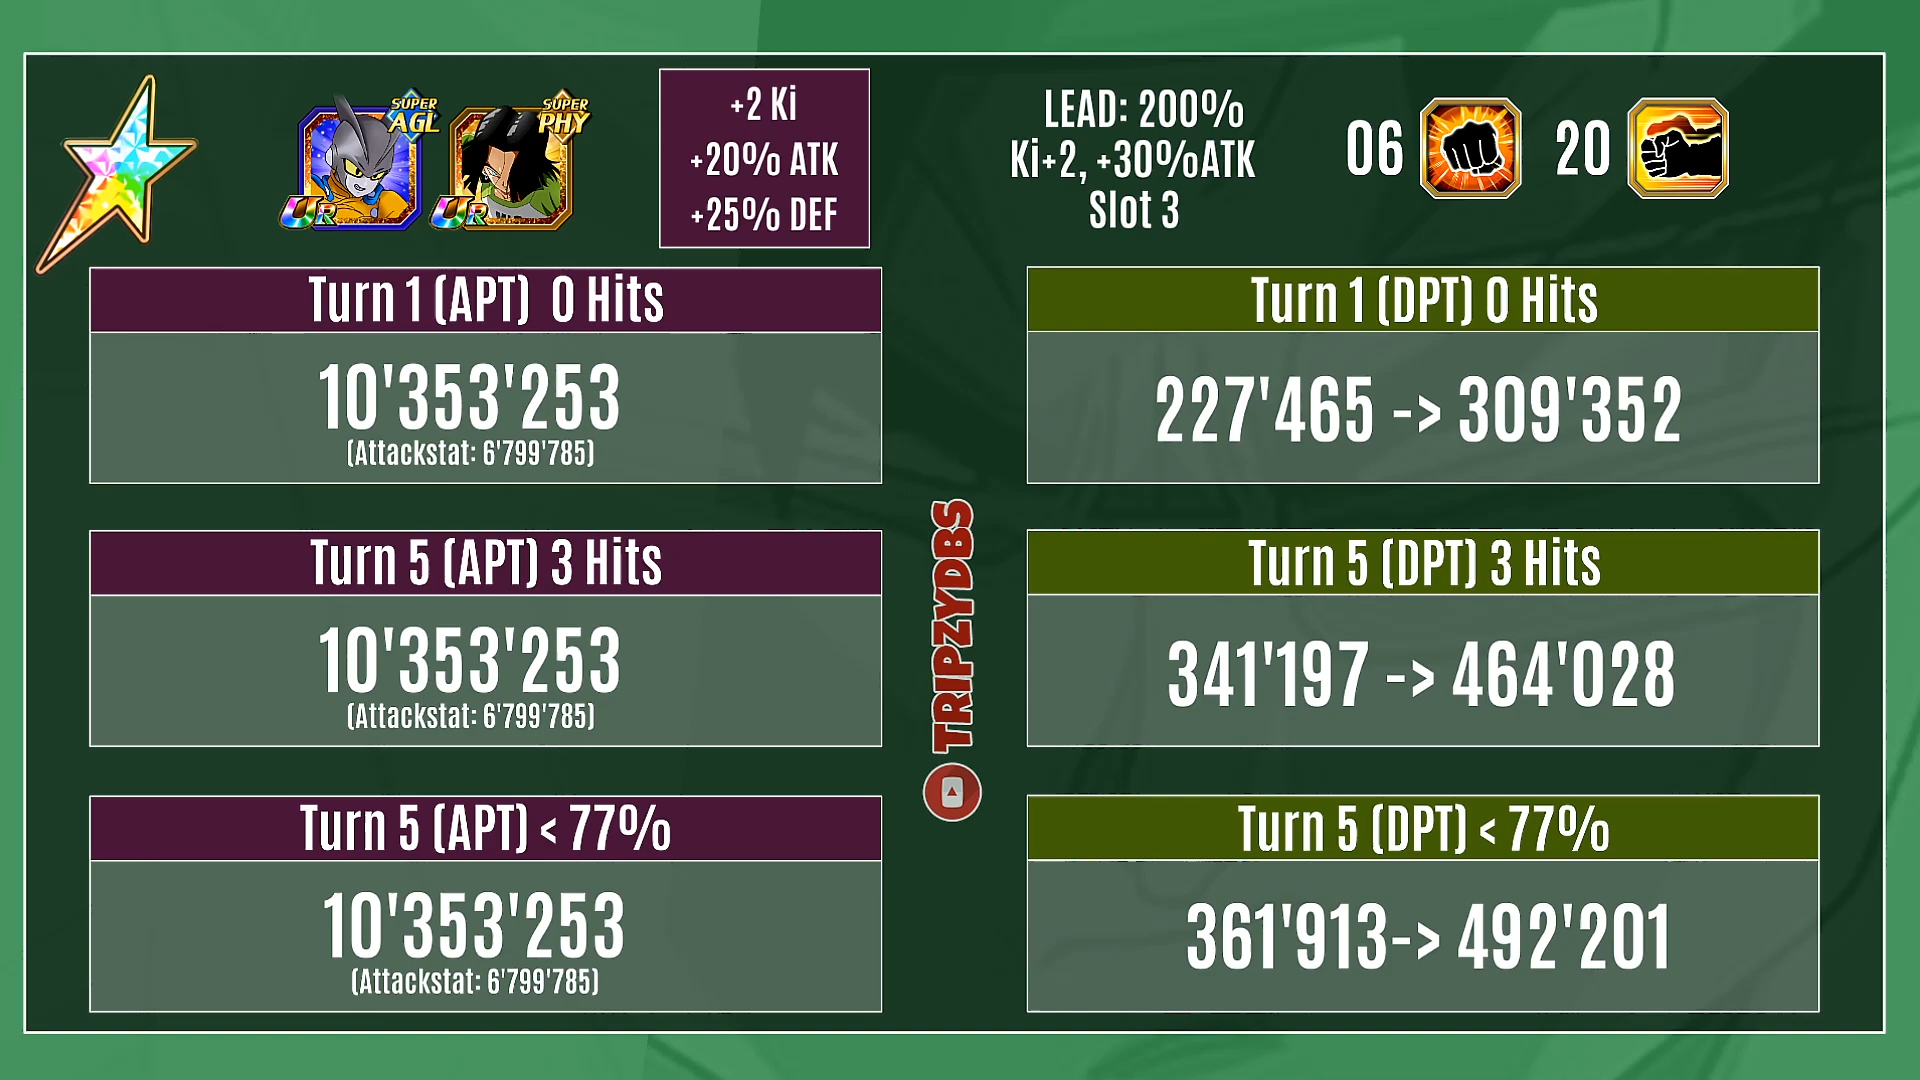 SUPER
AGL
UR
SUPER
PHY
UR
+2 Ki
+20% ATK
+25% DEF
LEAD: 200%
Ki+2, +30%ATK
Slot 3
06
20
Turn 1 (APT) 0 Hits
10'353'253
(Attackstat: 6'799'785)
Turn 1 (DPT) 0 Hits
227'465 -> 309'352
Turn 5 (APT) 3 Hits
10'353'253
(Attackstat: 6'799'785)
Turn 5 (DPT) 3 Hits
341'197 -> 464'028
Turn 5 (APT) < 77%
10'353'253
(Attackstat: 6'799'785)
Turn 5 (DPT) < 77%
361'913-> 492'201
TRIPZYDBS